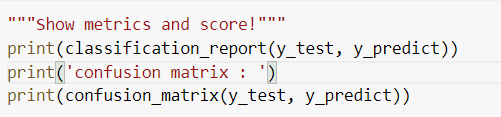 """Show metrics and score!"""
print(classification_report(y_test, y_predict))
print('confusion matrix : ')
print(confusion_matrix(y_test, y_predict))